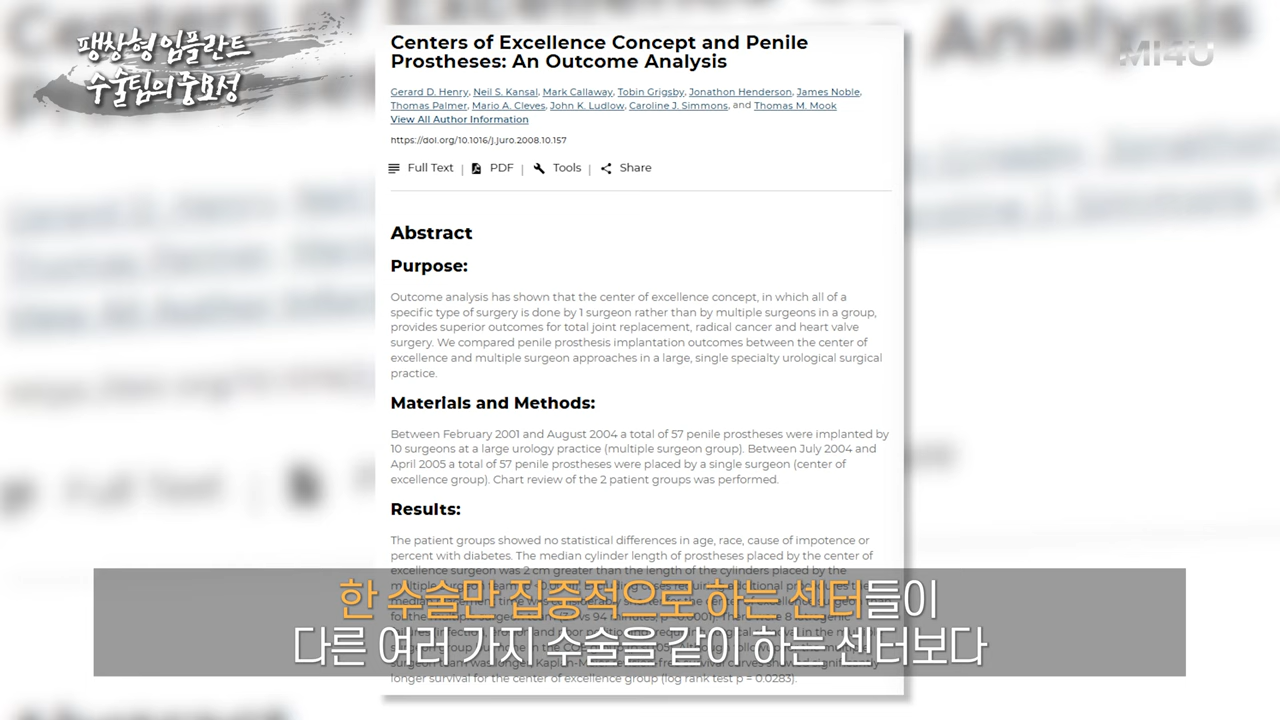 팽창형 임플란트
수술팀의 중요성
MI4U
Centers of Excellence Concept and Penile
Prostheses: An Outcome Analysis
Gerard D. Henry, Neil S. Kansal, Mark Callaway, Tobin Grigsby, Jonathon Henderson, James Noble,
Thomas Palmer, Mario A. Cleves, John K. Ludlow, Caroline J. Simmons, and Thomas M. Mook
View All Author Information
https://doi.org/10.1016/j.juro.2008.10.157
Full Text | PDF | Tools | Share
Abstract
Purpose:
Outcome analysis has shown that the center of excellence concept, in which all of a
specific type of surgery is done by 1 surgeon rather than by multiple surgeons in a group,
provides superior outcomes for total joint replacement, radical cancer and heart valve
surgery. We compared penile prosthesis implantation outcomes between the center of
excellence and multiple surgeon approaches in a large, single specialty urological surgical
practice.
Materials and Methods:
Between February 2001 and August 2004 a total of 57 penile prostheses were implanted by
10 surgeons at a large urology practice (multiple surgeon group). Between July 2004 and
April 2005 a total of 57 penile prostheses were placed by a single surgeon (center of
excellence group). Chart review of the 2 patient groups was performed.
Results:
The patient groups showed no statistical differences in age, race, cause of impotence or
percent with diabetes. The median cylinder length of prostheses placed by the center of
excellence surgeon was 2 cm greater than the length of the cylinders placed by the
한 수술만 집중적으로 하는 센터들이
다른 여러 가지 수술을 같이 하는 센터보다
longer survival for the center of excellence group (log rank test p = 0.0283).